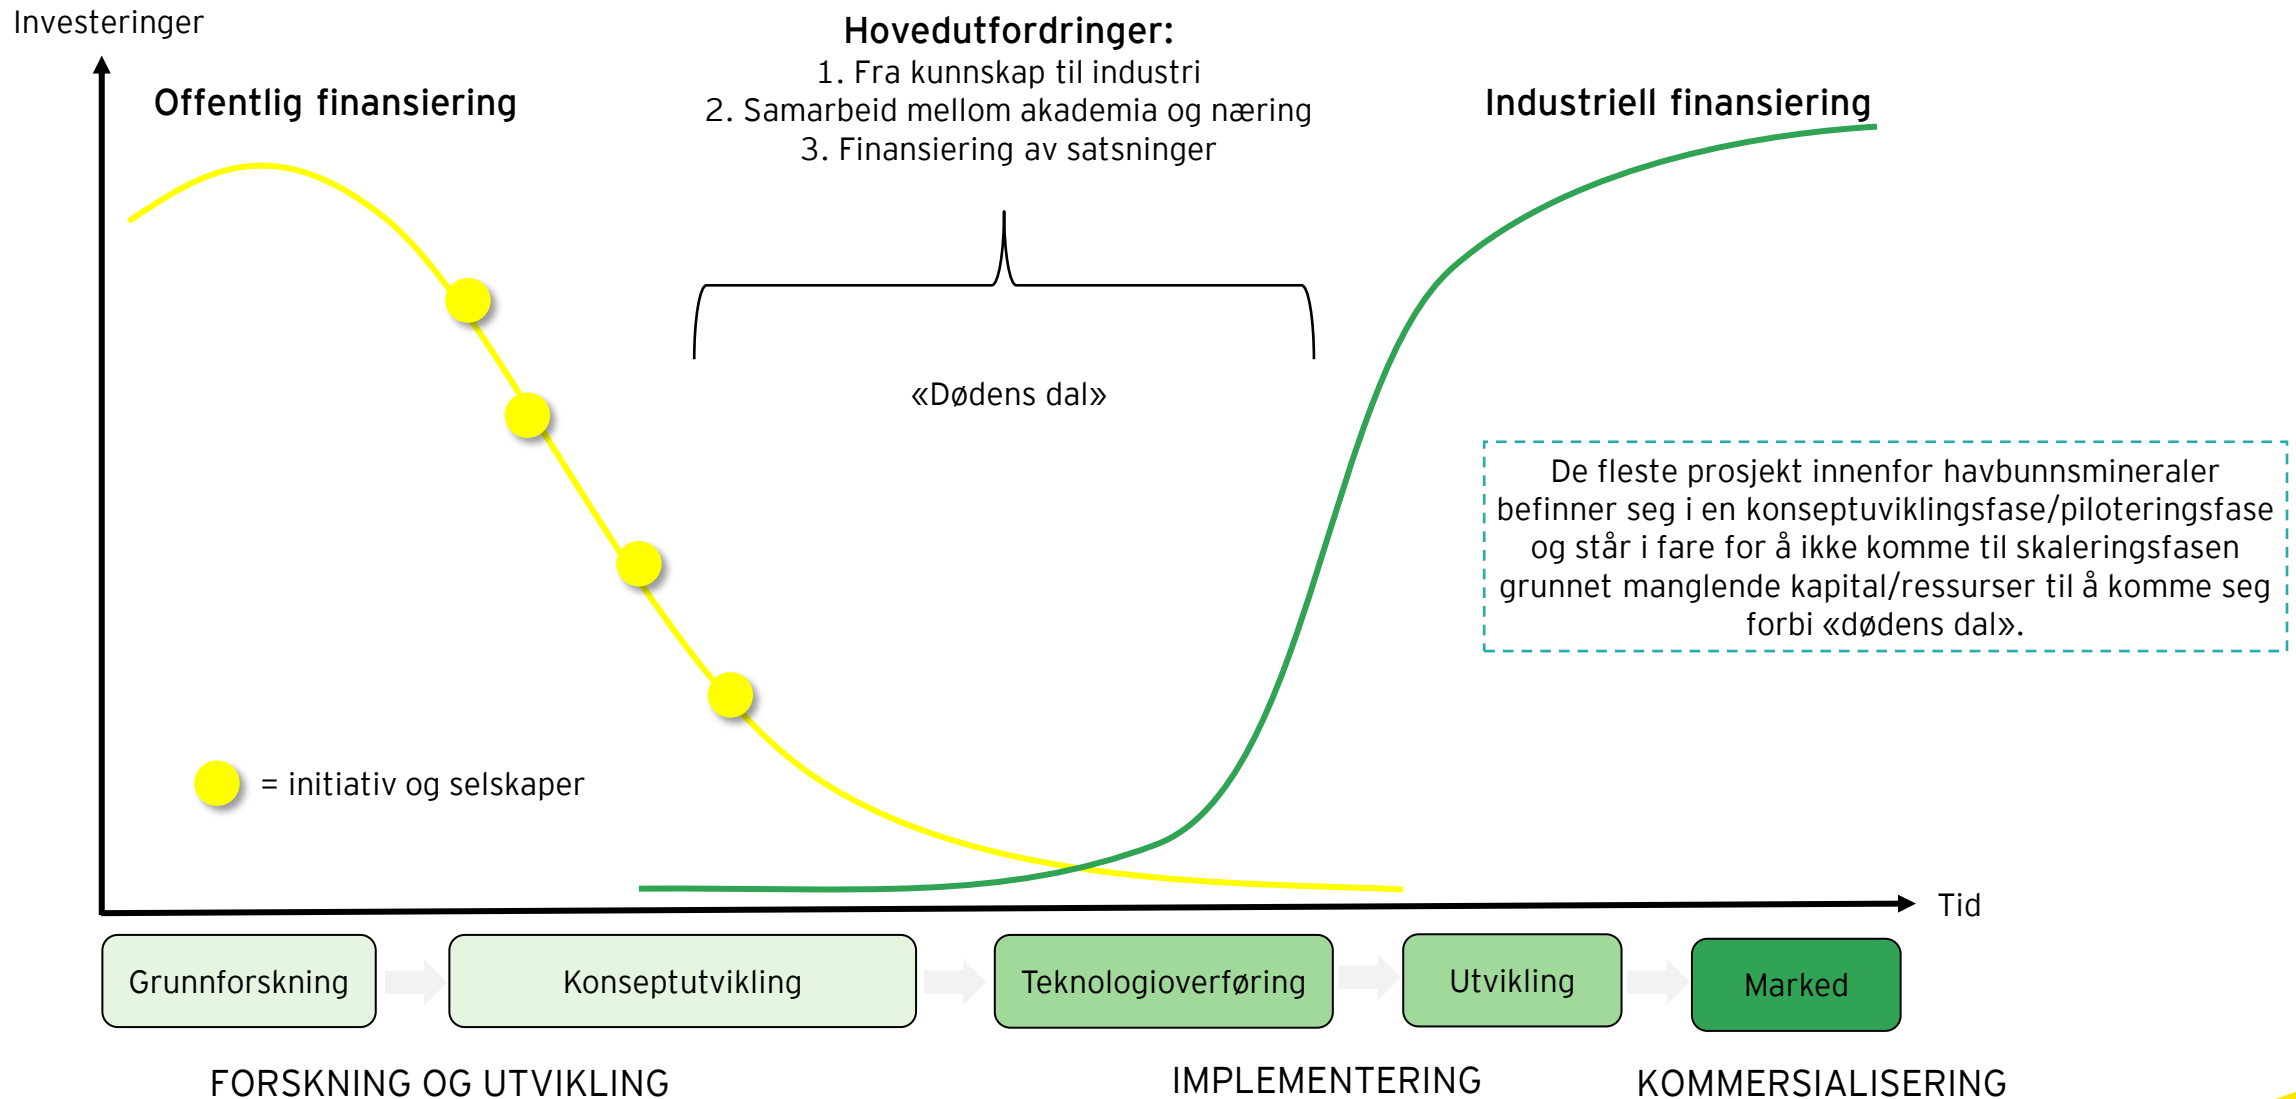 Investeringer
Hovedutfordringer:
1. Fra kunnskap til industri
2. Samarbeid mellom akademia og næring
3. Finansiering av satsninger
Offentlig finansiering
Industriell finansiering
«Dødens dal»
De fleste prosjekt innenfor havbunnsmineraler
befinner seg i en konseptuviklingsfase/piloteringsfase
og står i fare for å ikke komme til skaleringsfasen
grunnet manglende kapital/ressurser til å komme seg
forbi «dødens dal».
= initiativ og selskaper
Tid
Grunnforskning
Konseptutvikling
Teknologioverføring
Utvikling
Marked
FORSKNING OG UTVIKLING
IMPLEMENTERING
KOMMERSIALISERING